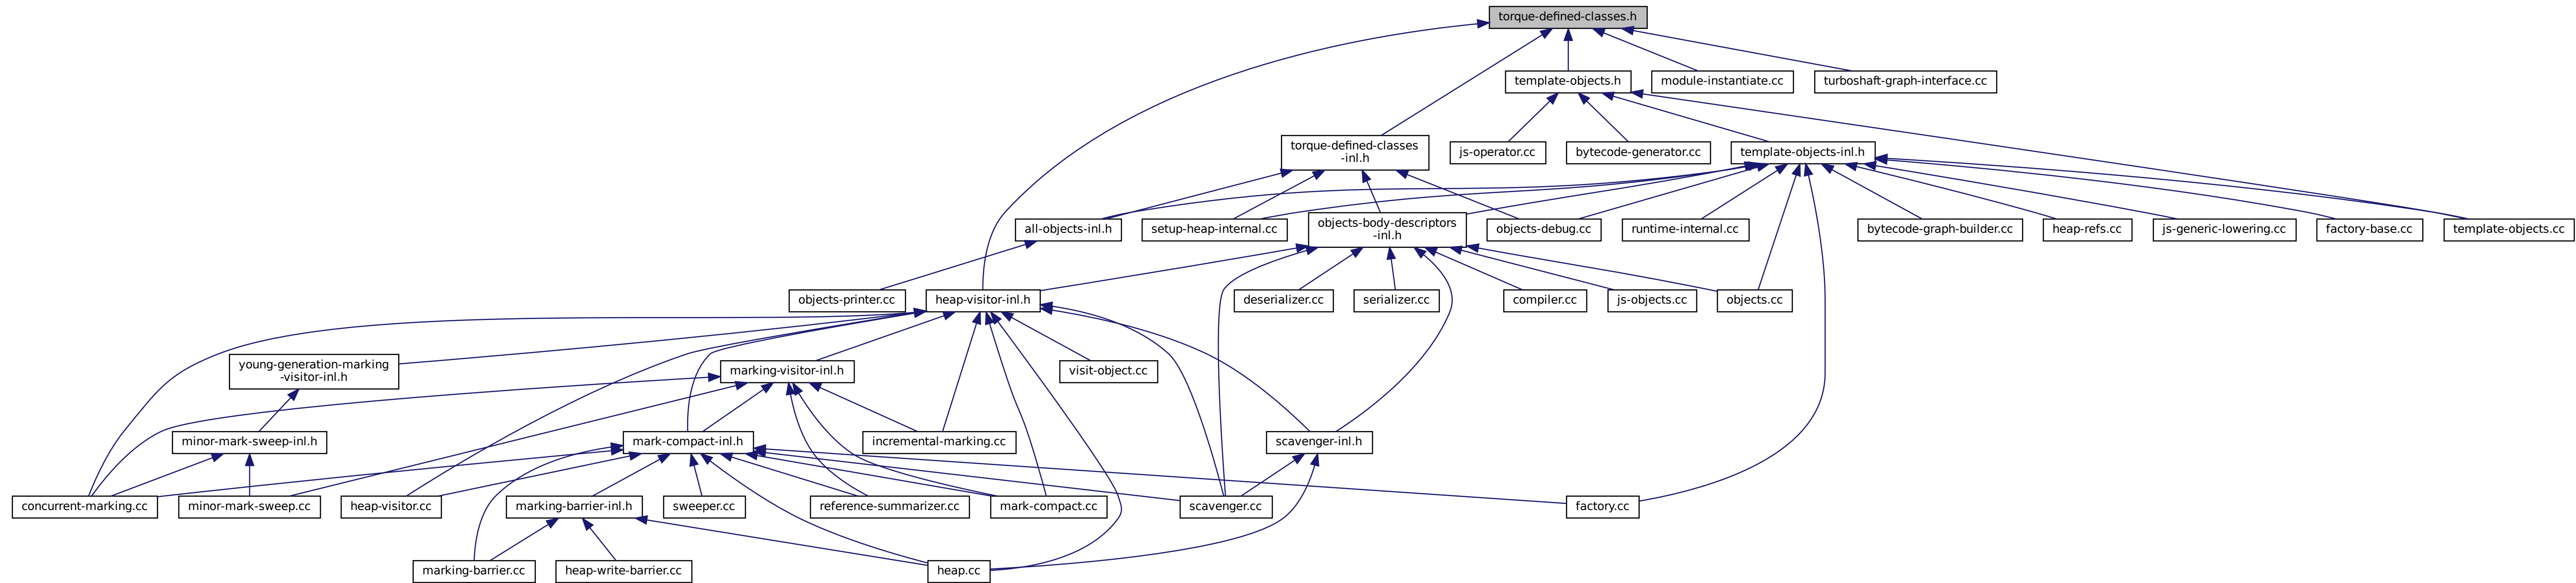 torque-defined-classes.h
template-objects.h
module-instantiate.cc
turboshaft-graph-interface.cc
torque-defined-classes
-inl.h
js-operator.cc
bytecode-generator.cc
template-objects-inl.h
all-objects-inl.h
setup-heap-internal.cc
objects-body-descriptors
-inl.h
objects-debug.cc
runtime-internal.cc
bytecode-graph-builder.cc
heap-refs.cc
js-generic-lowering.cc
factory-base.cc
template-objects.cc
objects-printer.cc
heap-visitor-inl.h
deserializer.cc
serializer.cc
compiler.cc
js-objects.cc
objects.cc
young-generation-marking
-visitor-inl.h
marking-visitor-inl.h
visit-object.cc
minor-mark-sweep-inl.h
mark-compact-inl.h
incremental-marking.cc
scavenger-inl.h
concurrent-marking.cc
minor-mark-sweep.cc
heap-visitor.cc
marking-barrier-inl.h
sweeper.cc
reference-summarizer.cc
mark-compact.cc
scavenger.cc
factory.cc
marking-barrier.cc
heap-write-barrier.cc
heap.cc